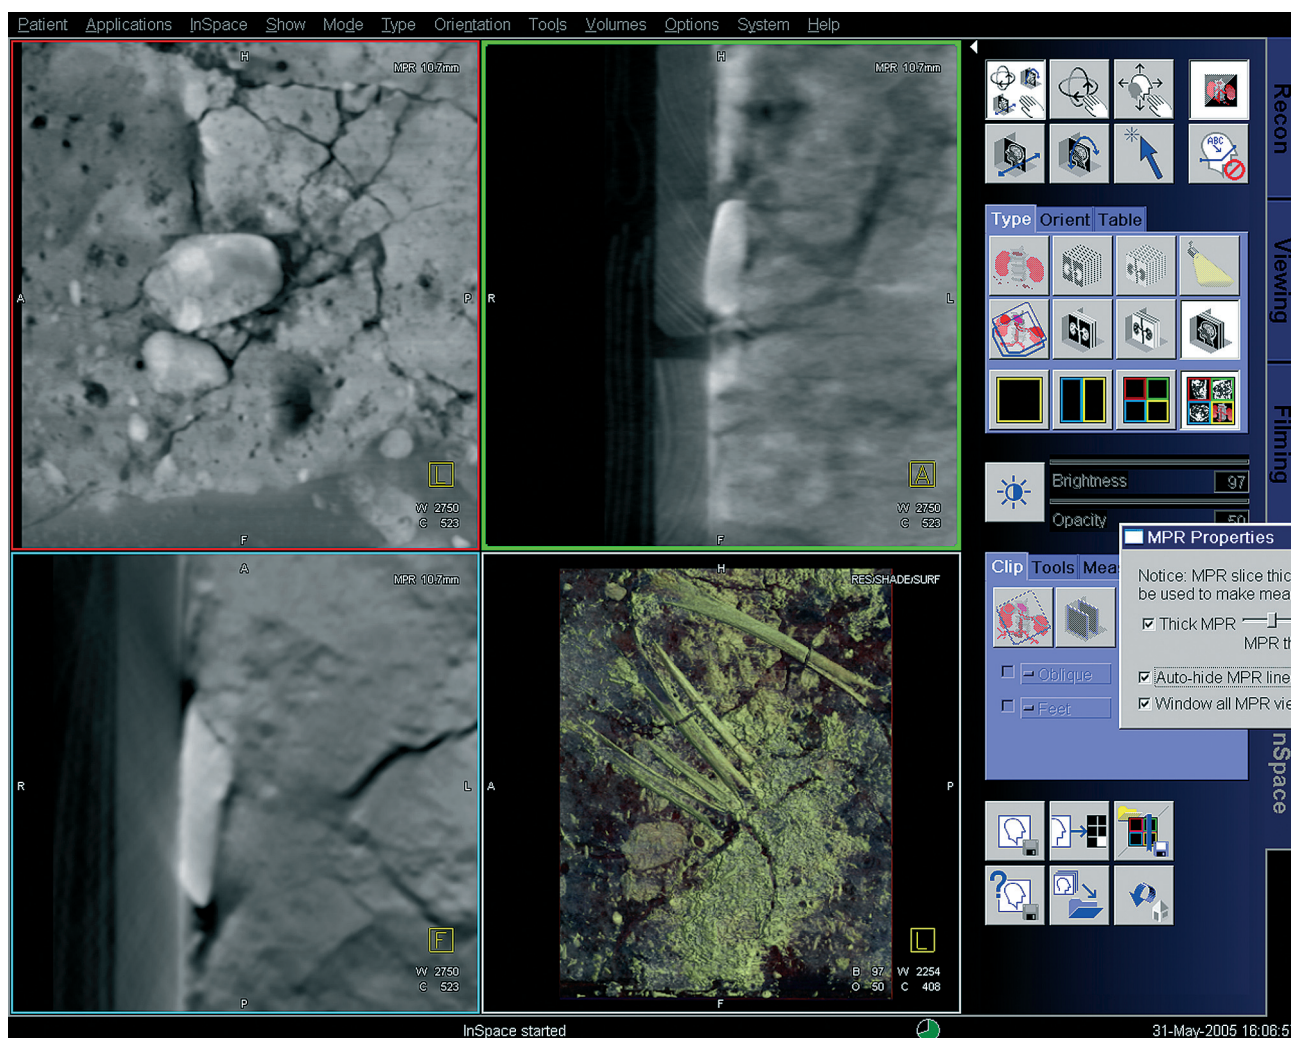 Patient Applications InSpace Show Mode Type Orientation Tools Volumes Options System Help
H
MPR 10.7mm
A
P
L
W 2750
C 523
F
H
MPR 10.7mm
R
L
A
W 2750
C 523
F
A
MPR 10.7mm
R
L
F
W 2750
C 523
P
H
RES/SHADE/SURF
A
P
L
B 97 W 2254
O 50 C 408
F
ABC
Type Orient Table
Brightness 97
Opacity 50
Clip Tools Mea
Oblique
Feet
MPR Properties
Notice: MPR slice thic
be used to make mea
Thick MPR
MPR th
Auto-hide MPR line
Window all MPR vie
?
Recon
Viewing
Filming
nSpace
InSpace started
31-May-2005 16:06:57